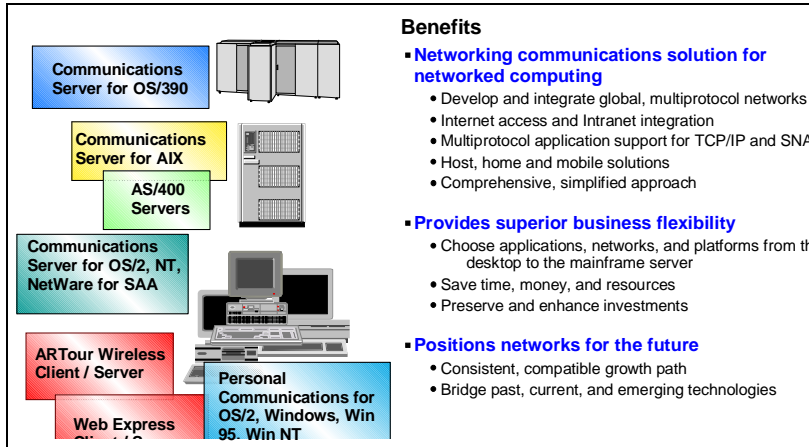 Communications
Server for OS/390
Communications
Server for AIX
AS/400
Servers
Communications
Server for OS/2, NT,
NetWare for SAA
ARTour Wireless
Client / Server
Web Express
Personal
Communications for
OS/2, Windows, Win
95, Win NT
Benefits
▪ Networking communications solution for
networked computing
• Develop and integrate global, multiprotocol networks
• Internet access and Intranet integration
• Multiprotocol application support for TCP/IP and SNA
• Host, home and mobile solutions
• Comprehensive, simplified approach
▪ Provides superior business flexibility
• Choose applications, networks, and platforms from
desktop to the mainframe server
• Save time, money, and resources
• Preserve and enhance investments
▪ Positions networks for the future
• Consistent, compatible growth path
• Bridge past, current, and emerging technologies